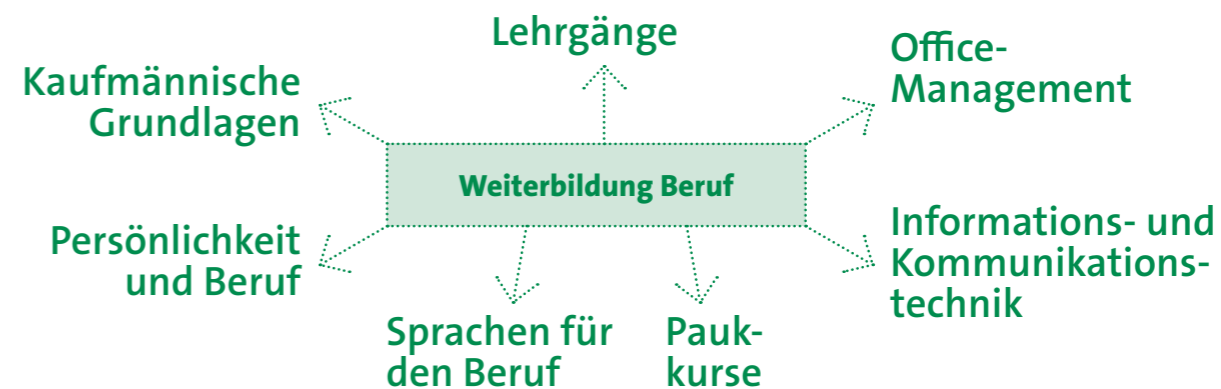 Lehrgänge
Office-
Management
Kaufmännische
Grundlagen
Weiterbildung Beruf
Persönlichkeit
und Beruf
Informations- und
Kommunikations-
technik
Sprachen für
den Beruf
Pauk-
kurse